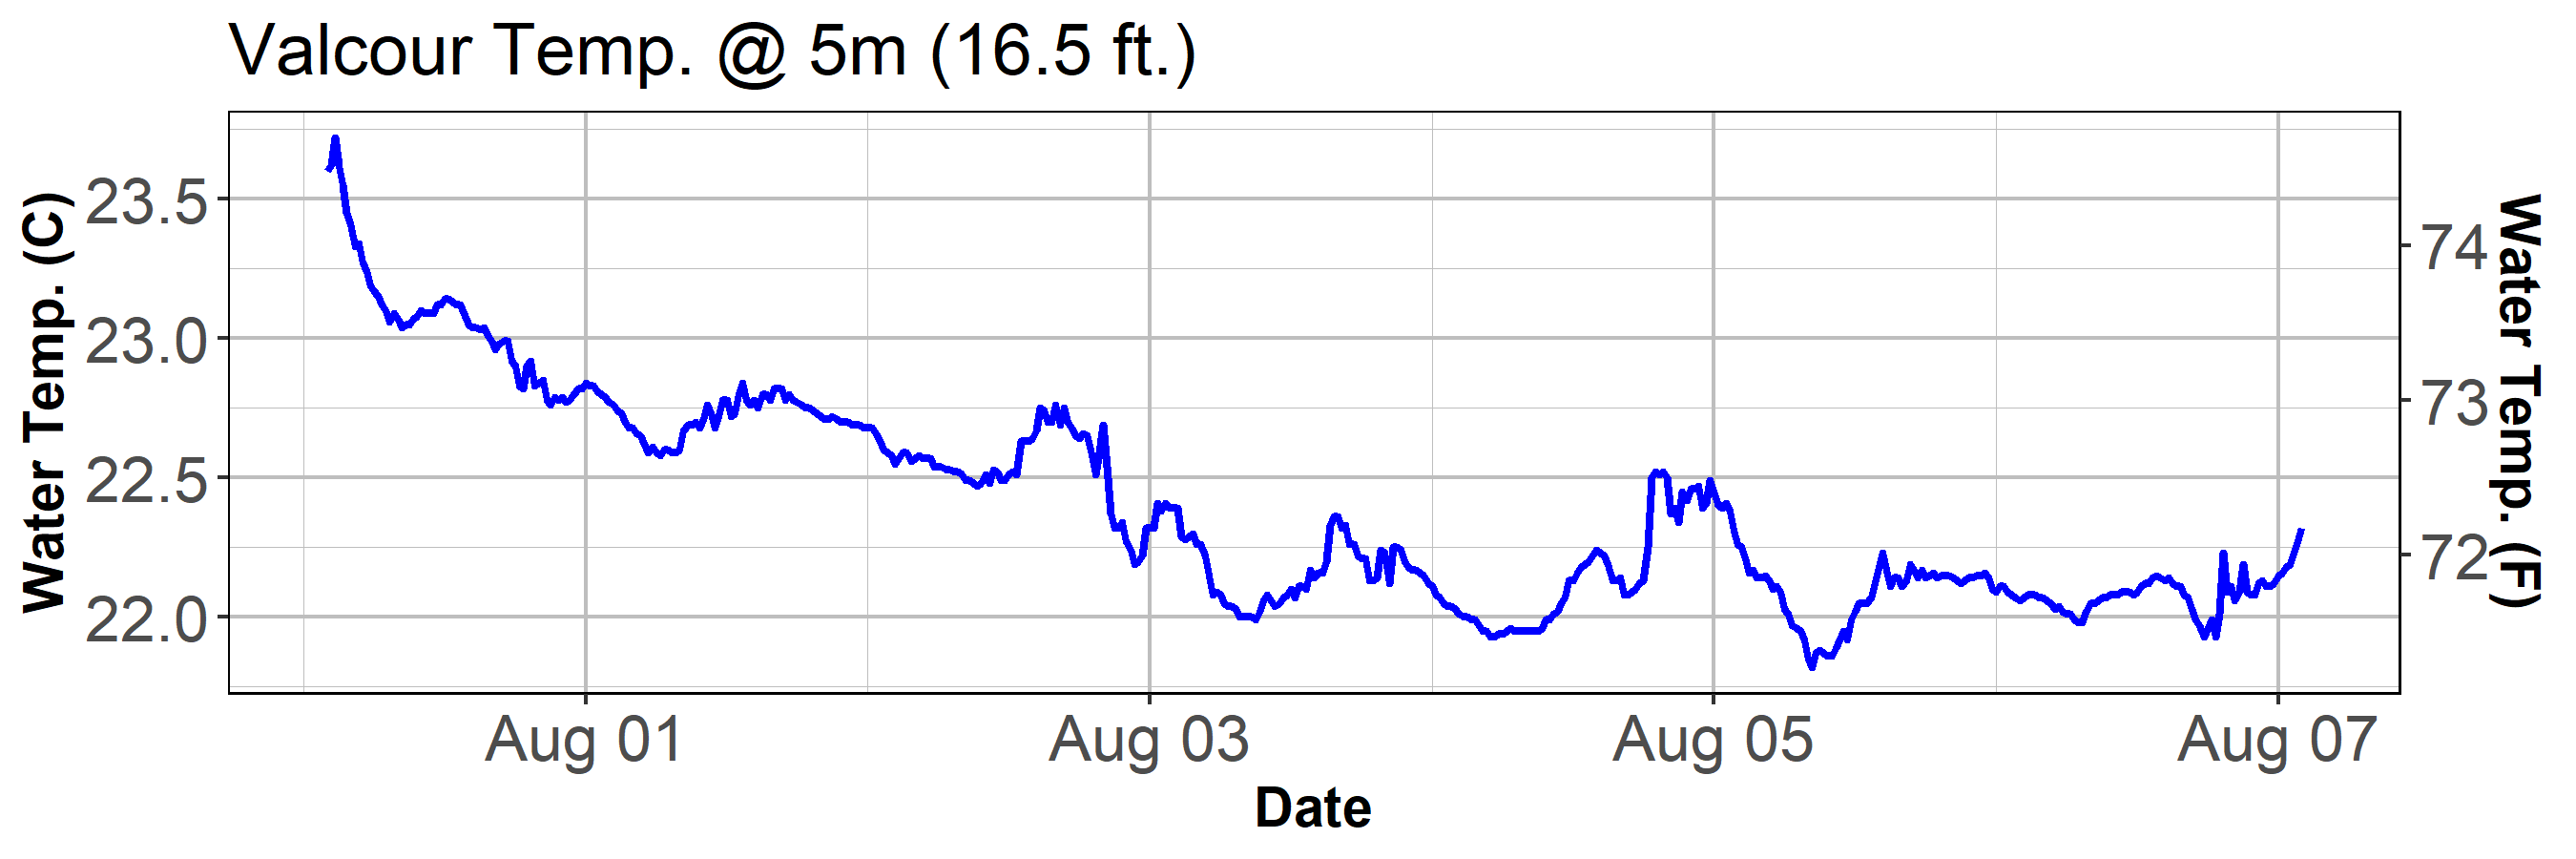 Valcour Temp. @ 5m (16.5 ft.)
Water Temp. (C)
23.5
23.0
22.5
22.0
74
73
72
Water Temp. (F)
Aug 01 Aug 03 Aug 05 Aug 07
Date